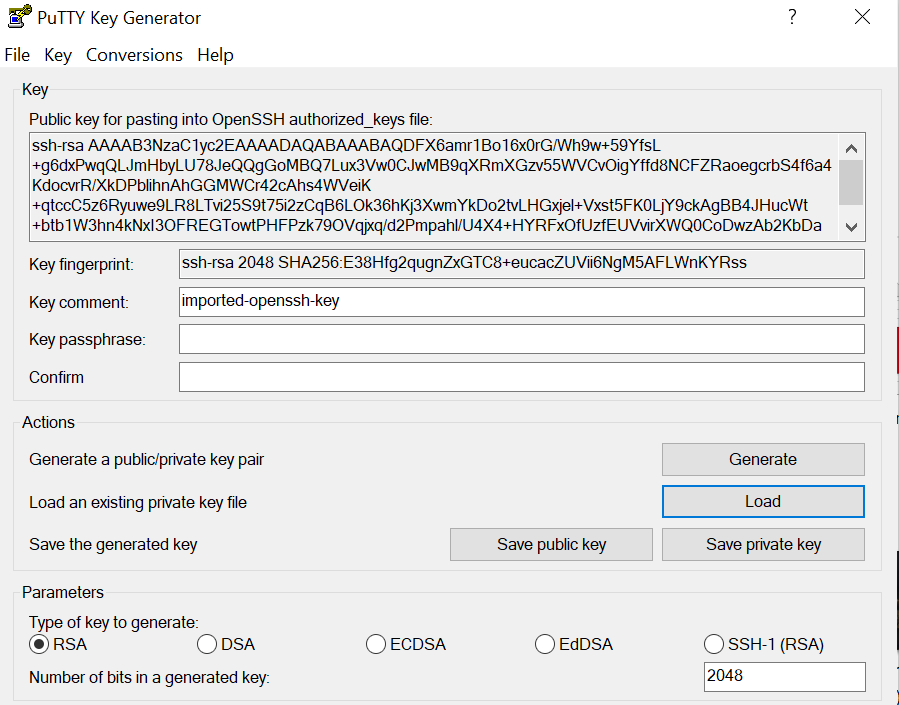 PuTTY Key Generator
?
File Key Conversions Help
Key
Public key for pasting into OpenSSH authorized_keys file:
ssh-rsa AAAAB3NzaC1yc2EAAAADAQABAAABAQDFX6amr1Bo16x0rG/Wh9w+59YfsL
+g6dxPwqQLJmHbyLU78JeQQgGoMBQ7Lux3Vw0CJwMB9qXRmXGzv55WVCvOigYffd8NCFZRaoegcrbS4f6a4
KdocvrR/XkDPblihnAhGGMWCr42cAhs4WVeiK
+qtccC5z6Ryuwe9LR8LTvi25S9t75i2zCqB6LOk36hKj3XwmYkDo2tvLHGxjel+Vxst5FK0LjY9ckAgBB4JHucWt
+btb1W3hn4kNxI3OFREGTowtPHFPzk79OVqjxq/d2Pmpahl/U4X4+HYRFxOfUzfEUVvirXWQ0CoDwzAb2KbDa
Key fingerprint: ssh-rsa 2048 SHA256:E38Hfg2qugnZxGTC8+eucacZUVii6NgM5AFLWnKYRss
Key comment: imported-openssh-key
Key passphrase:
Confirm
Actions
Generate a public/private key pair Generate
Load an existing private key file Load
Save the generated key Save public key Save private key
Parameters
Type of key to generate:
RSA DSA ECDSA EdDSA SSH-1 (RSA)
Number of bits in a generated key: 2048